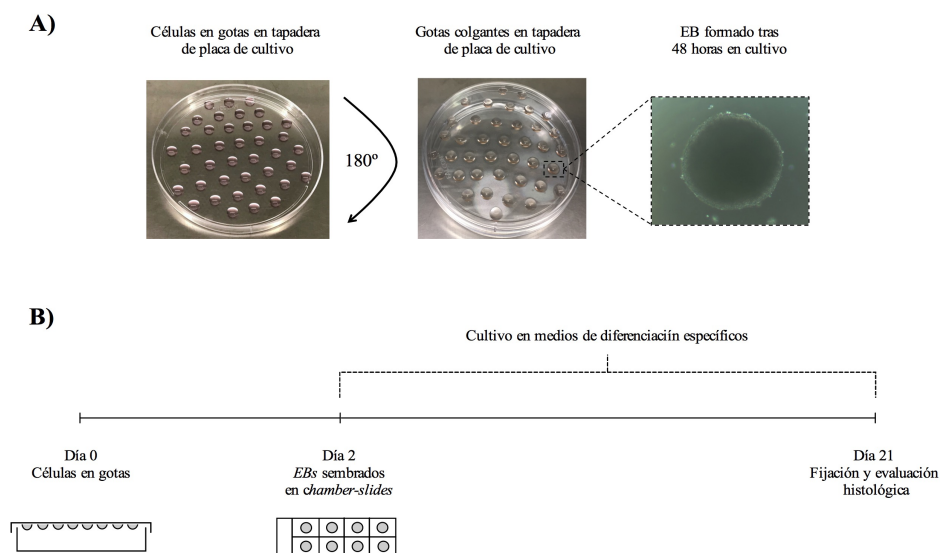 A)
Células en gotas en tapadera
de placa de cultivo
Gotas colgantes en tapadera
de placa de cultivo
EB formado tras
48 horas en cultivo
180º
B)
Cultivo en medios de diferenciaciín específicos
Día 0
Células en gotas
Día 2
EBs sembrados
en chamber-slides
Día 21
Fijación y evaluación
histológica